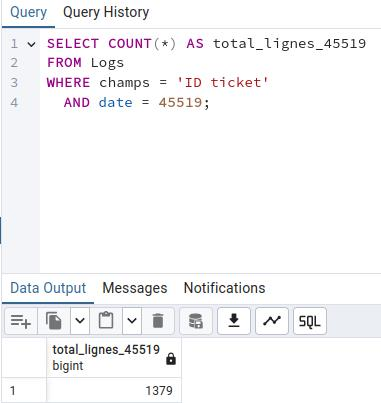 Query Query History
1 SELECT COUNT(*) AS total_lignes_45519
2 FROM Logs
3 WHERE champs = 'ID ticket'
4 AND date = 45519;
Data Output Messages Notifications
SQL
total_lignes_45519
bigint
1 1379